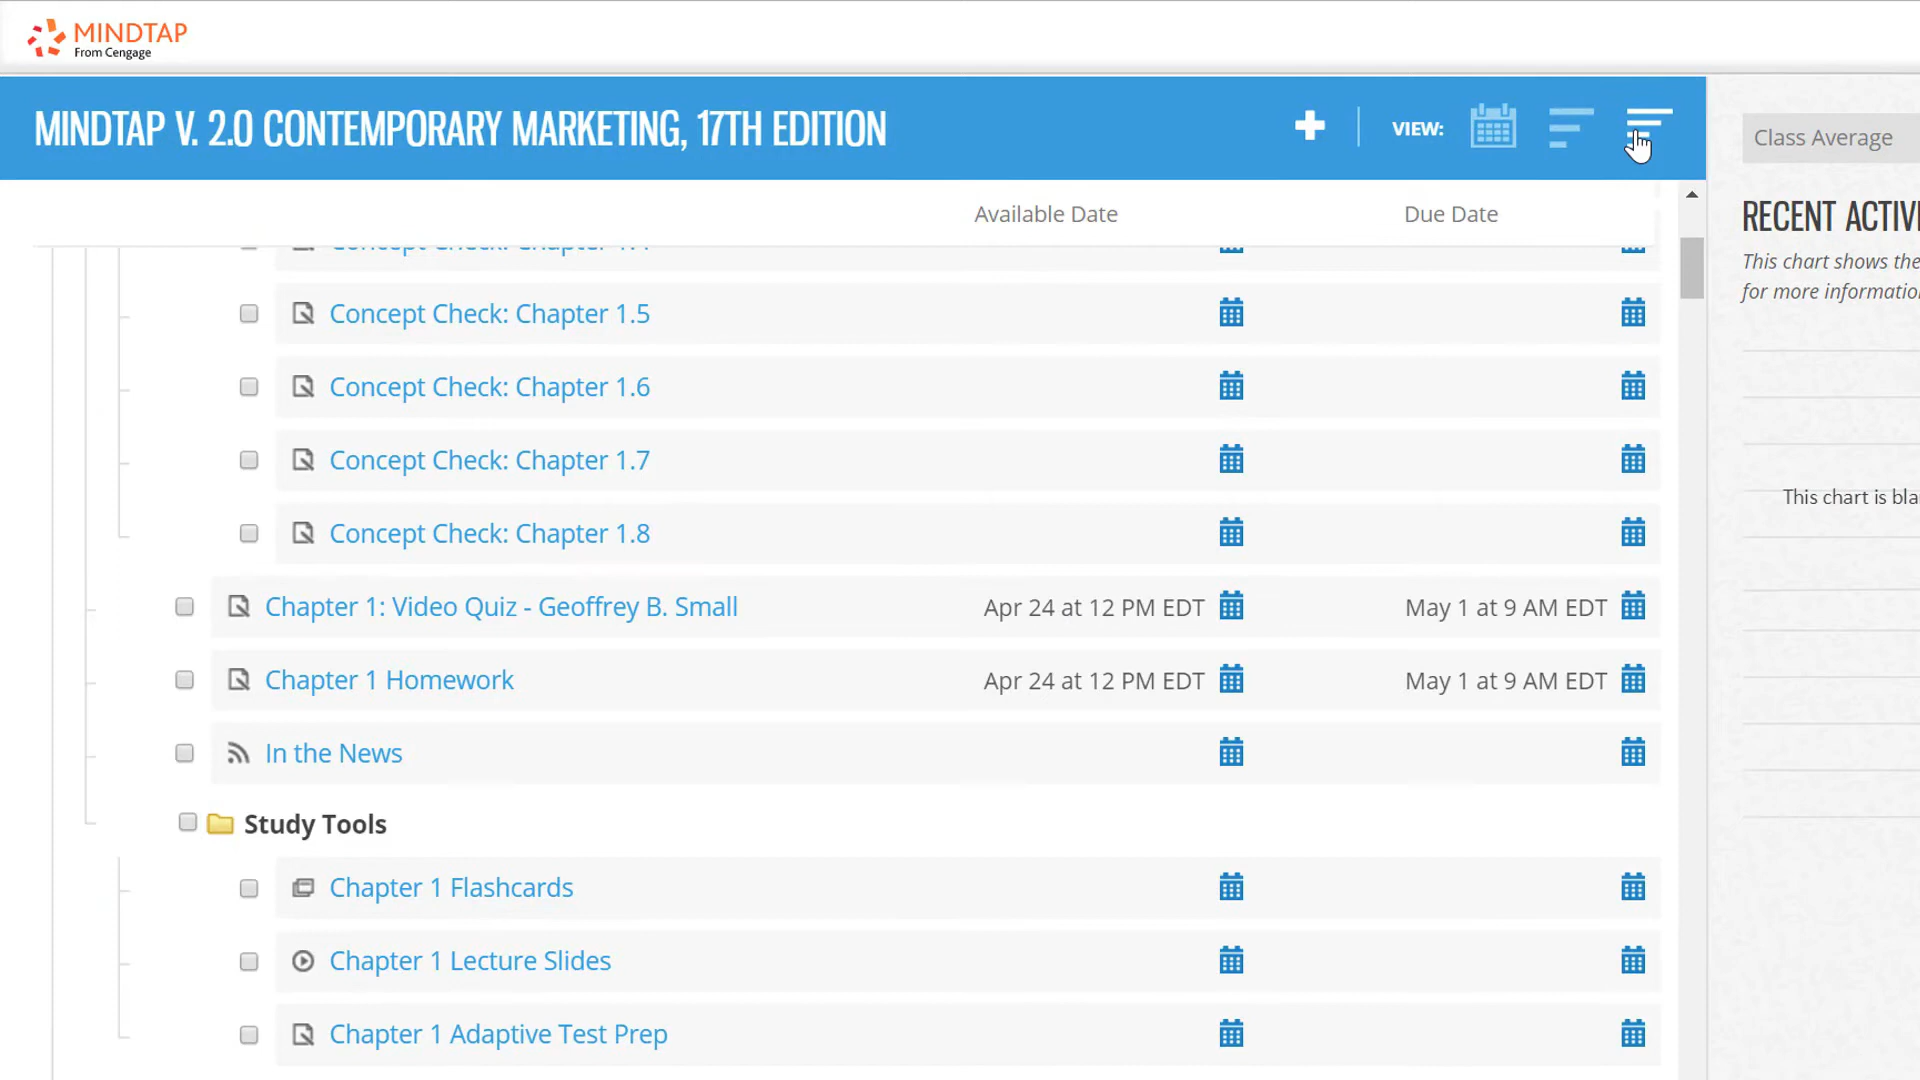 MINDTAP
From Cengage
MINDTAP V. 2.0 CONTEMPORARY MARKETING, 17TH EDITION
VIEW:
Class Average
Available Date
Due Date
RECENT ACTIVI
This chart shows the
for more informatio
Concept Check: Chapter 1.5
Concept Check: Chapter 1.6
Concept Check: Chapter 1.7
This chart is bla
Concept Check: Chapter 1.8
Chapter 1: Video Quiz - Geoffrey B. Small Apr 24 at 12 PM EDT May 1 at 9 AM EDT
Chapter 1 Homework Apr 24 at 12 PM EDT May 1 at 9 AM EDT
In the News
Study Tools
Chapter 1 Flashcards
Chapter 1 Lecture Slides
Chapter 1 Adaptive Test Prep